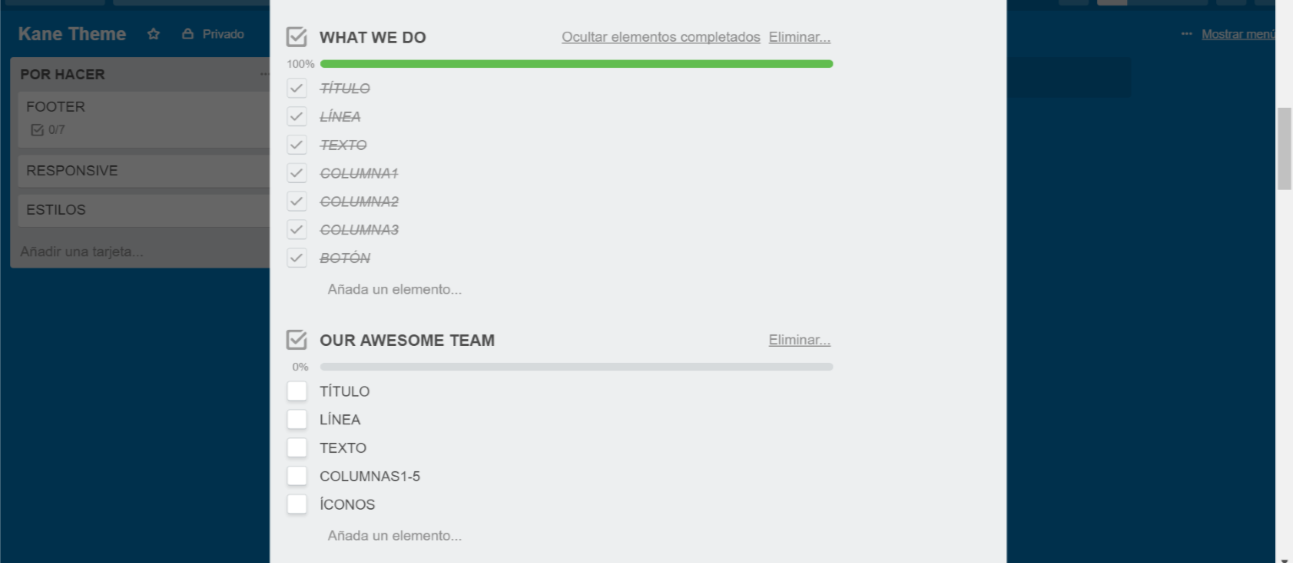 Kane Theme Privado
Mostrar menú
POR HACER
FOOTER
0/7
RESPONSIVE
ESTILOS
Añadir una tarjeta...
WHAT WE DO Ocultar elementos completados Eliminar...
100%
TÍTULO
LÍNEA
TEXTO
COLUMNA1
COLUMNA2
COLUMNA3
BOTÓN
Añada un elemento...
OUR AWESOME TEAM Eliminar...
0%
TÍTULO
LÍNEA
TEXTO
COLUMNAS1-5
ÍCONOS
Añada un elemento...